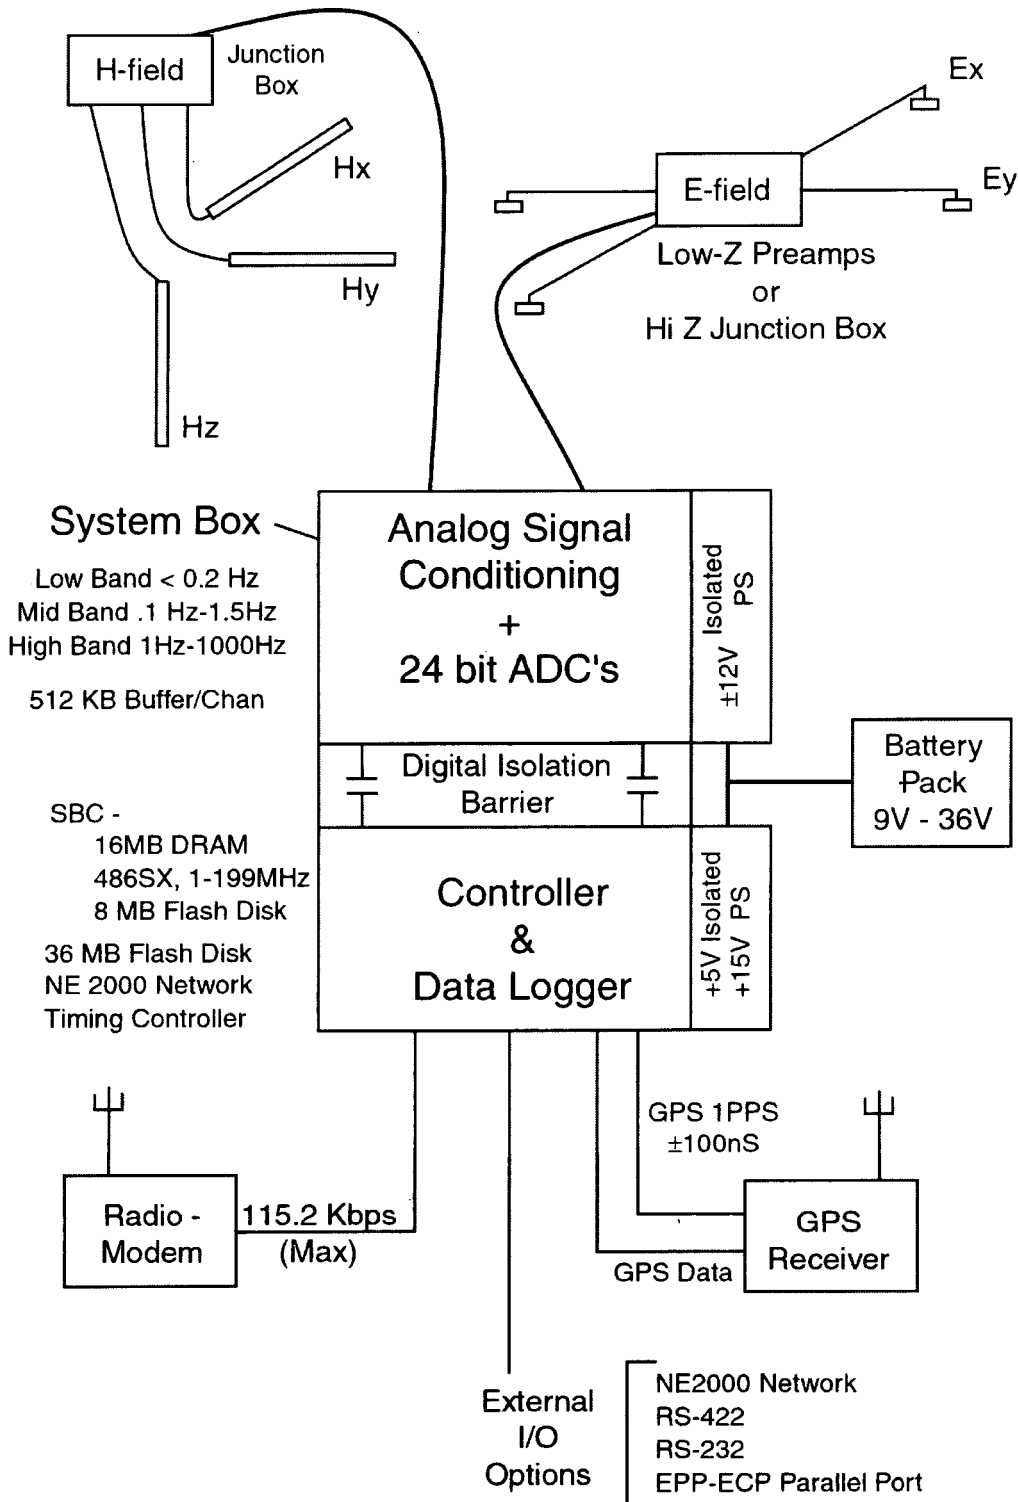 H-field
Junction
Box
Hx
Hy
Hz
Ex
E-field
Ey
Low-Z Preamps
or
Hi Z Junction Box
System Box
Low Band < 0.2 Hz
Mid Band .1 Hz-1.5Hz
High Band 1Hz-1000Hz
512 KB Buffer/Chan
Analog Signal
Conditioning
+
24 bit ADC's
±12V Isolated
PS
Digital Isolation
Barrier
Battery
Pack
9V - 36V
SBC -
16MB DRAM
486SX, 1-199MHz
8 MB Flash Disk
36 MB Flash Disk
NE 2000 Network
Timing Controller
Controller
&
Data Logger
+5V Isolated
+15V PS
Radio -
Modem
115.2 Kbps
(Max)
GPS 1PPS
±100nS
GPS
Receiver
GPS Data
External
I/O
Options
NE2000 Network
RS-422
RS-232
EPP-ECP Parallel Port